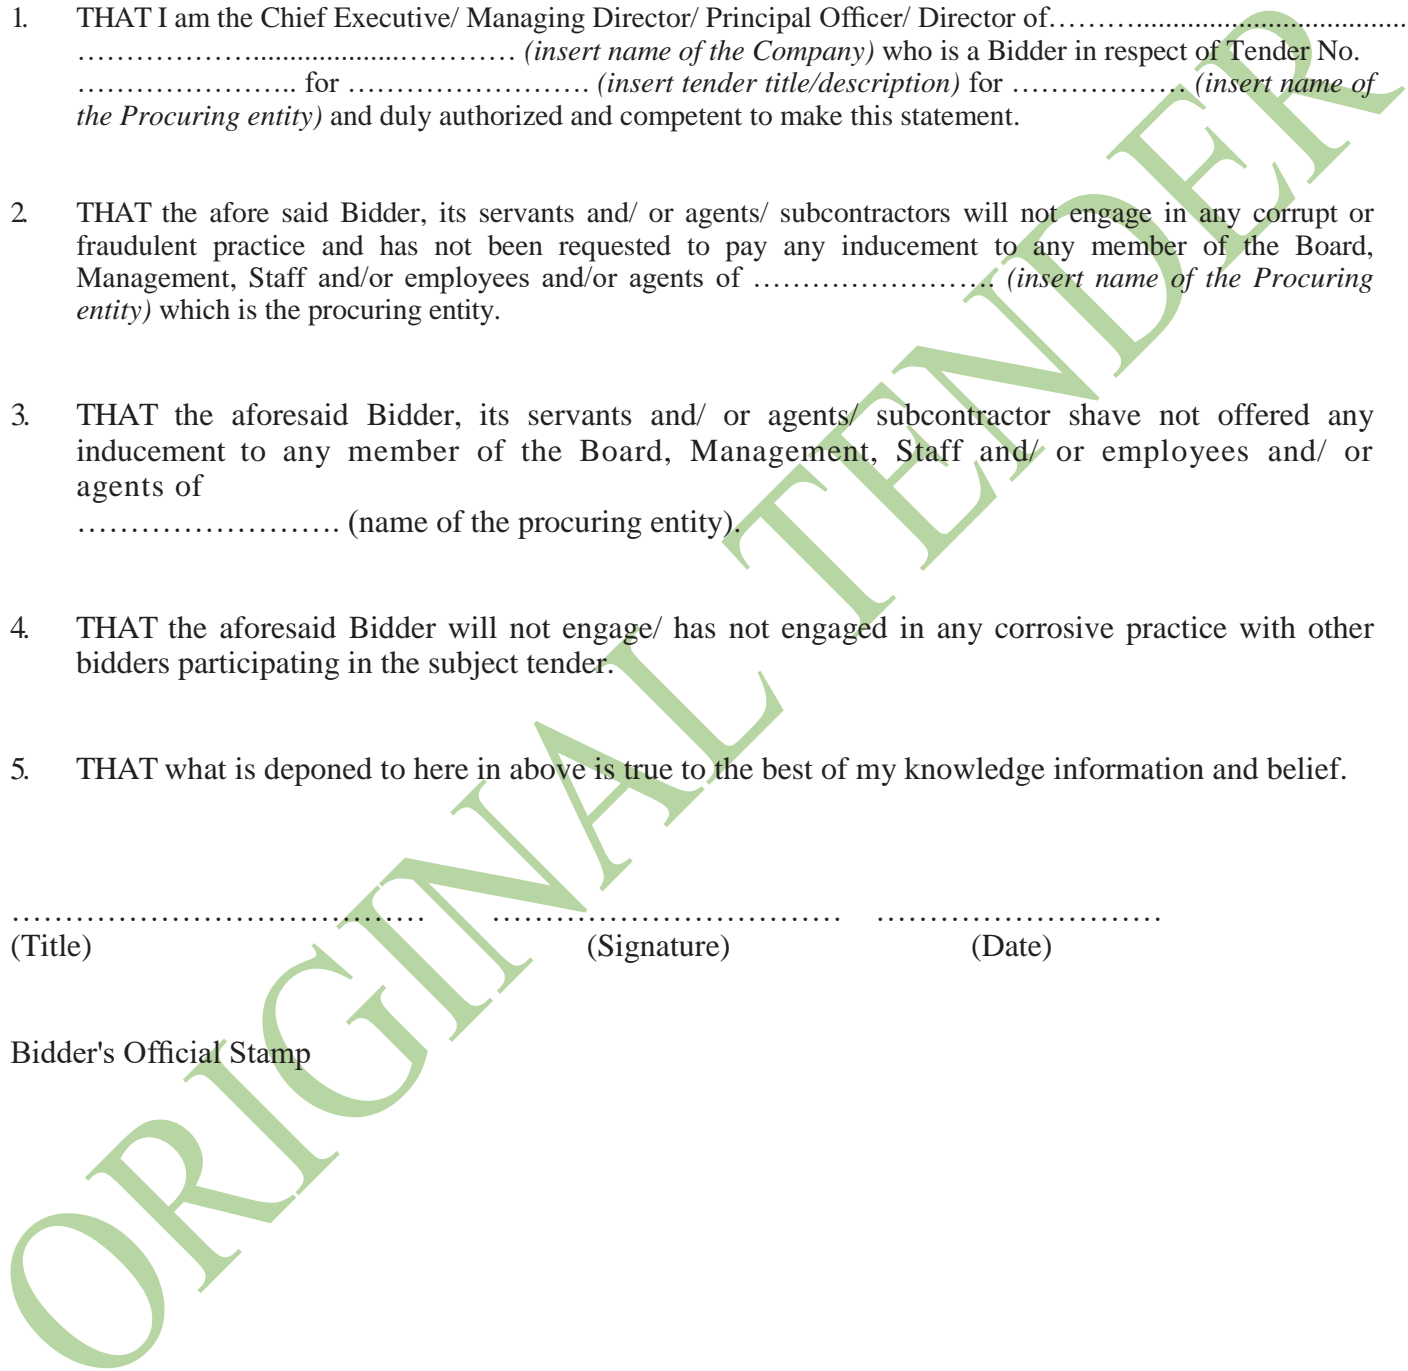 1. THAT I am the Chief Executive/ Managing Director/ Principal Officer/ Director of………......................................
………………......................………… (insert name of the Company) who is a Bidder in respect of Tender No.
………………….. for ……………………. (insert tender title/description) for ……………… (insert name of
the Procuring entity) and duly authorized and competent to make this statement.
2. THAT the afore said Bidder, its servants and/ or agents/ subcontractors will not engage in any corrupt or
fraudulent practice and has not been requested to pay any inducement to any member of the Board,
Management, Staff and/or employees and/or agents of ……………………. (insert name of the Procuring
entity) which is the procuring entity.
3. THAT the aforesaid Bidder, its servants and/ or agents/ subcontractor shave not offered any
inducement to any member of the Board, Management, Staff and/ or employees and/ or
agents of
……………………. (name of the procuring entity).
4. THAT the aforesaid Bidder will not engage/ has not engaged in any corrosive practice with other
bidders participating in the subject tender.
5. THAT what is deponed to here in above is true to the best of my knowledge information and belief.
………………………………… …………………………… ………………………
(Title) (Signature) (Date)
Bidder's Official Stamp
ORIGINAL TENDER